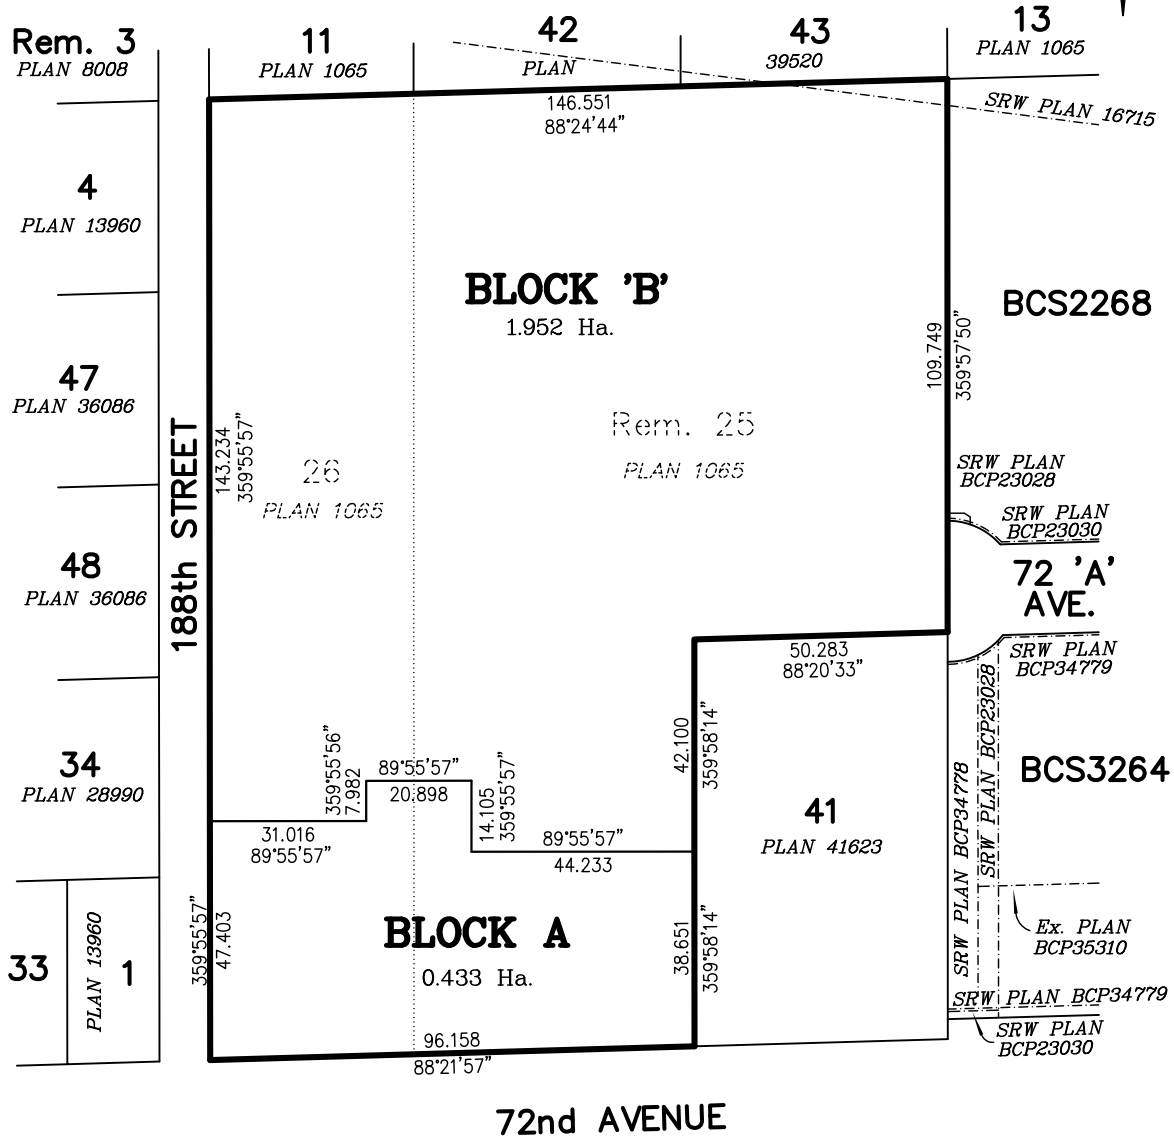 Rem. 3
PLAN 8008
11
PLAN 1065
42
PLAN
43
39520
13
PLAN 1065
SRW PLAN 16715
146.551
88°24'44"
4
PLAN 13960
BLOCK 'B'
1.952 Ha.
BCS2268
109.749
359°57'50"
47
PLAN 36086
188th STREET
143.234
359°55'57"
26
PLAN 1065
Rem. 25
PLAN 1065
SRW PLAN
BCP23028
SRW PLAN
BCP23030
48
PLAN 36086
72 'A'
AVE.
50.283
88°20'33"
SRW PLAN
BCP34779
34
PLAN 28990
359°55'56"
7.982
89°55'57"
20.898
14.105
359°55'57"
42.100
359°58'14"
31.016
89°55'57"
89°55'57"
44.233
41
PLAN 41623
SRW PLAN BCP34778
SRW PLAN BCP23028
BCS3264
33
PLAN 13960
1
359°55'57"
47.403
BLOCK A
0.433 Ha.
38.651
359°58'14"
Ex. PLAN
BCP35310
SRW PLAN BCP34779
SRW PLAN
BCP23030
96.158
88°21'57"
72nd AVENUE